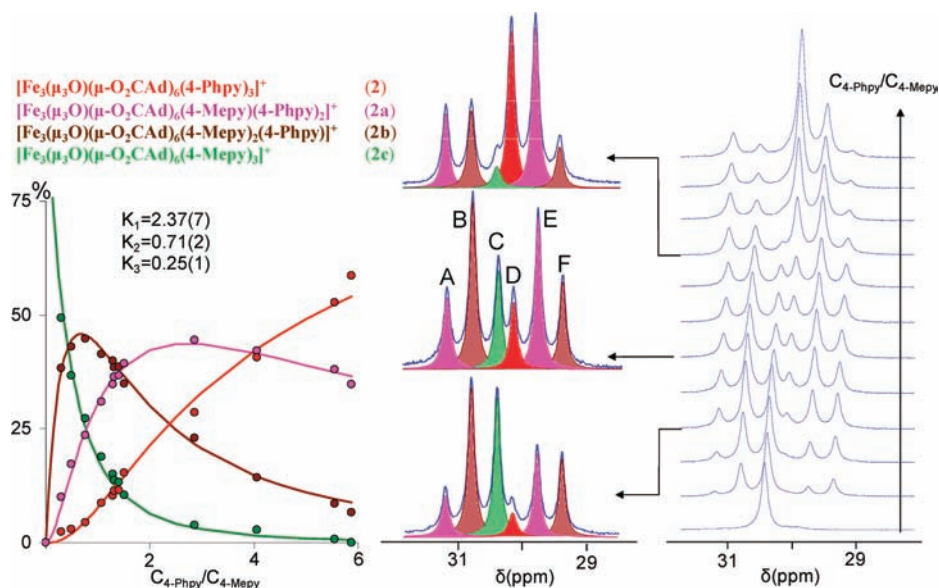 [Fe₃(μ₃O)(μ-O₂CAd)₆(4-Phpy)₃]⁺ (2)
[Fe₃(μ₃O)(μ-O₂CAd)₆(4-Mepy)(4-Phpy)₂]⁺ (2a)
[Fe₃(μ₃O)(μ-O₂CAd)₆(4-Mepy)₂(4-Phpy)]⁺ (2b)
[Fe₃(μ₃O)(μ-O₂CAd)₆(4-Mepy)₃]⁺ (2c)
%
75
50
25
0
K₁=2.37(7)
K₂=0.71(2)
K₃=0.25(1)
2
4
6
C₄₋Phpy/C₄₋Mepy
A
B
C
D
E
F
31
29
δ(ppm)
C₄₋Phpy/C₄₋Mepy
31
29
δ(ppm)